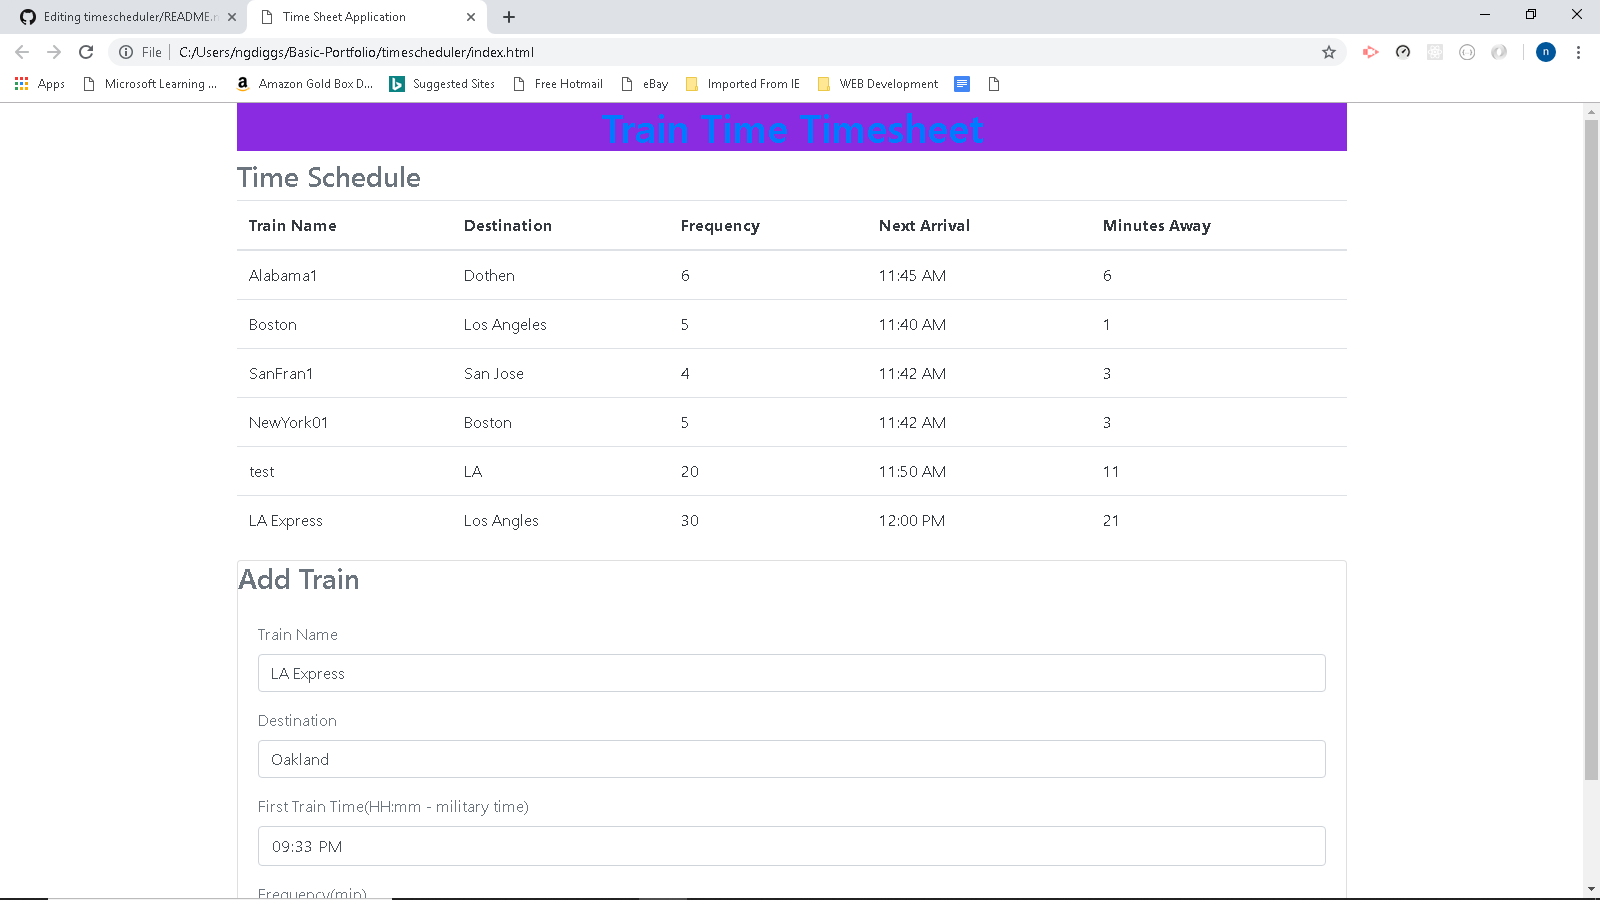 Editing timescheduler/README.m
Time Sheet Application
File
C:/Users/ngdiggs/Basic-Portfolio/timescheduler/index.html
n
Apps
Microsoft Learning ...
Amazon Gold Box D...
Suggested Sites
Free Hotmail
eBay
Imported From IE
WEB Development
Train Time Timesheet
Time Schedule
Train Name Destination Frequency Next Arrival Minutes Away
Alabama1 Dothen 6 11:45 AM 6
Boston Los Angeles 5 11:40 AM 1
SanFran1 San Jose 4 11:42 AM 3
NewYork01 Boston 5 11:42 AM 3
test LA 20 11:50 AM 11
LA Express Los Angles 30 12:00 PM 21
Add Train
Train Name
LA Express
Destination
Oakland
First Train Time(HH:mm - military time)
09:33 PM
Frequency(min)